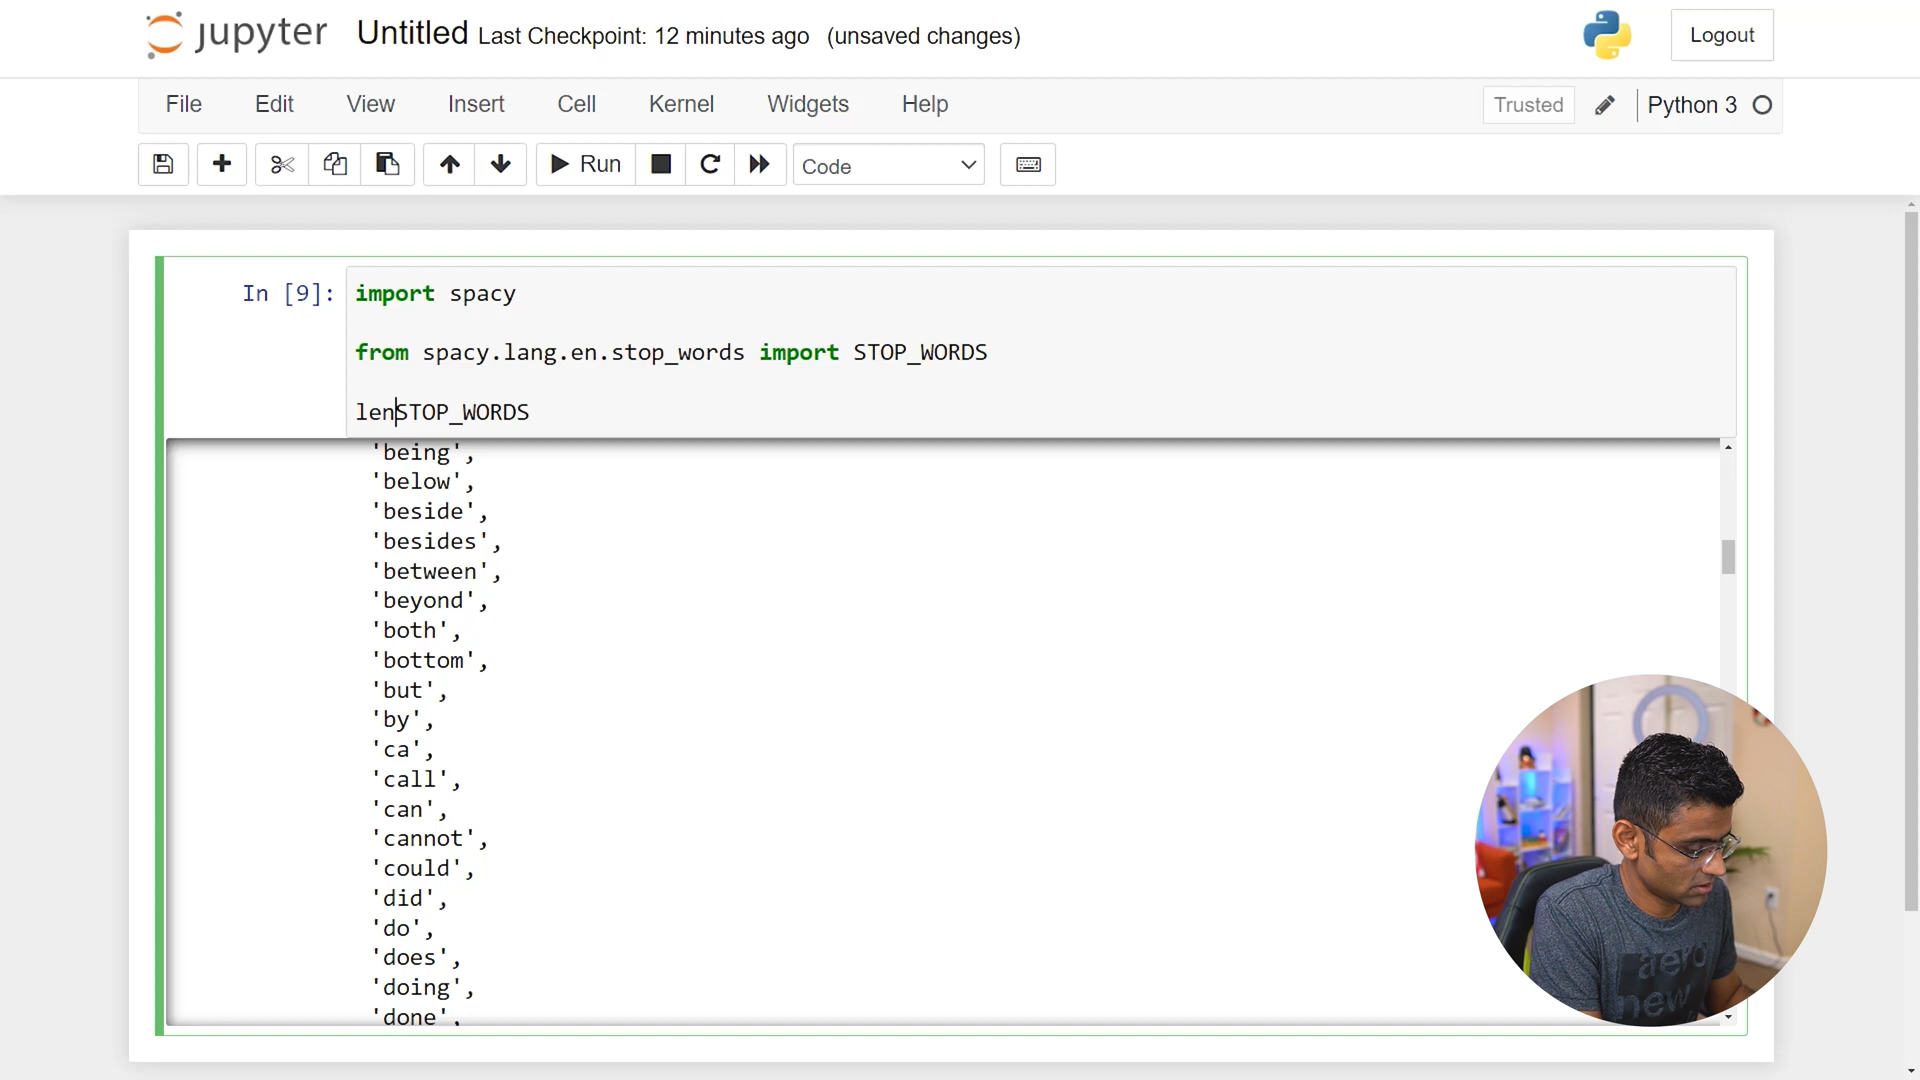 jupyter Untitled Last Checkpoint: 12 minutes ago (unsaved changes) Logout
File Edit View Insert Cell Kernel Widgets Help Trusted Python 3
Run Code
In [9]: import spacy
from spacy.lang.en.stop_words import STOP_WORDS
lenSTOP_WORDS
'being',
'below',
'beside',
'besides',
'between',
'beyond',
'both',
'bottom',
'but',
'by',
'ca',
'call',
'can',
'cannot',
'could',
'did',
'do',
'does',
'doing',
'done',
aero
new